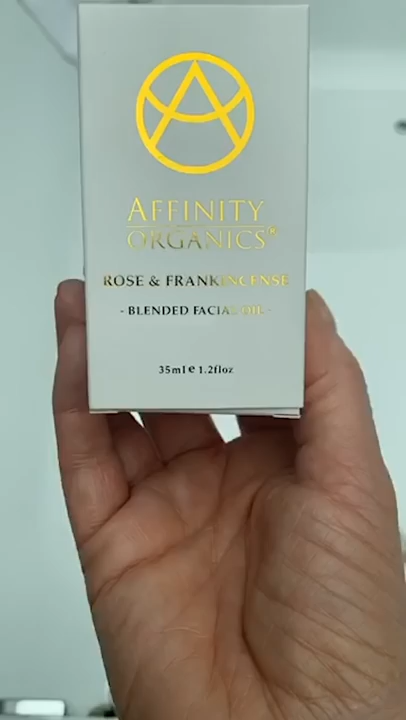 AFFINITY
ORGANICS®
ROSE & FRANKINCENSE
- BLENDED FACIAL OIL -
35ml e 1.2floz